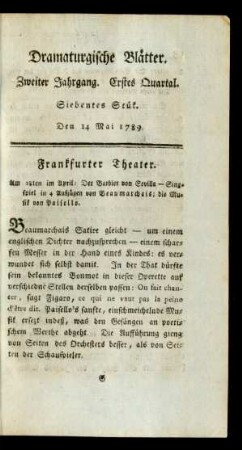 Dramaturgische Blätter.
Zweiter Jahrgang. Erstes Quartal.
Siebentes Stük.
Den 14 Mai 1789.
Frankfurter Theater.
Am 18ten im April: Der Barbier von Sevilla — Sing-
spiel in 4 Aufzügen von Beaumarchais; die Mu-
sik von Paisello.
Beaumarchais Satire gleicht — um einem
englischen Dichter nachzusprechen — einem schar-
fen Messer in der Hand eines Kindes: es ver-
wundet sich selbst damit. In der That dürfte
sein bekanntes Bonmot in dieser Operette auf
verschiedne Stellen derselben passen: On fait chan-
ter, sagt Figaro, ce qui ne vaut pas la peine
d'être dit. Paisello's sanfte, einschmeichelnde Mu-
sik ersezt indeß, was den Gesängen an poeti-
schem Werthe abgeht. Die Aufführung gieng
von Seiten des Orchesters besser, als von Sei-
ten der Schauspieler.
G